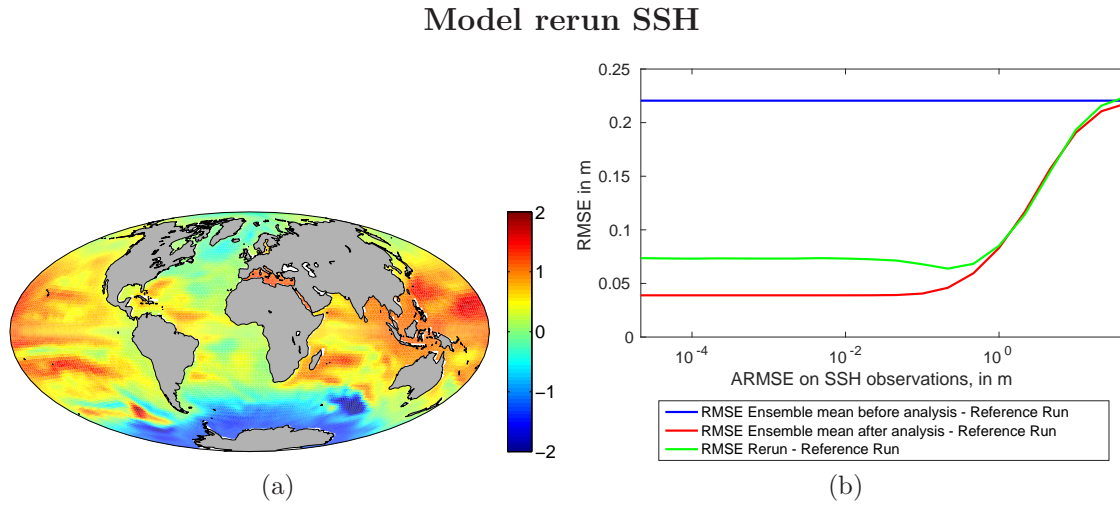 Model rerun SSH
2
1
0
−1
−2
(a)
0.25
0.2
0.15
0.1
0.05
0
RMSE in m
10-4
10-2
100
ARMSE on SSH observations, in m
RMSE Ensemble mean before analysis - Reference Run
RMSE Ensemble mean after analysis - Reference Run
RMSE Rerun - Reference Run
(b)